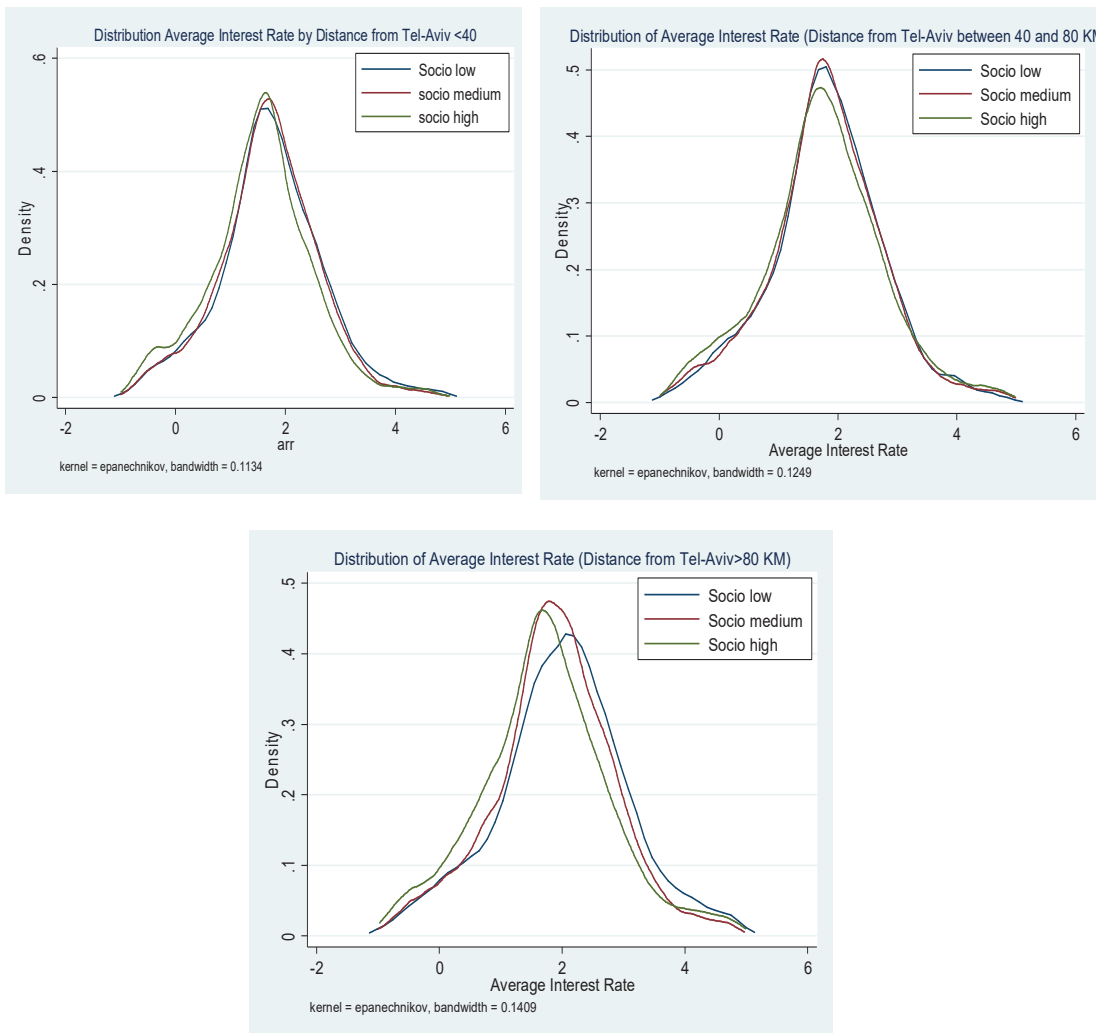 Distribution Average Interest Rate by Distance from Tel-Aviv <40
Socio low
socio medium
socio high
.6
.4
.2
0
Density
-2 0 2 4 6
arr
kernel = epanechnikov, bandwidth = 0.1134
Distribution of Average Interest Rate (Distance from Tel-Aviv between 40 and 80 KM
Socio low
Socio medium
Socio high
.5
.4
.3
.2
.1
0
Density
-2 0 2 4 6
Average Interest Rate
kernel = epanechnikov, bandwidth = 0.1249
Distribution of Average Interest Rate (Distance from Tel-Aviv>80 KM)
Socio low
Socio medium
Socio high
.5
.4
.3
.2
.1
0
Density
-2 0 2 4 6
Average Interest Rate
kernel = epanechnikov, bandwidth = 0.1409